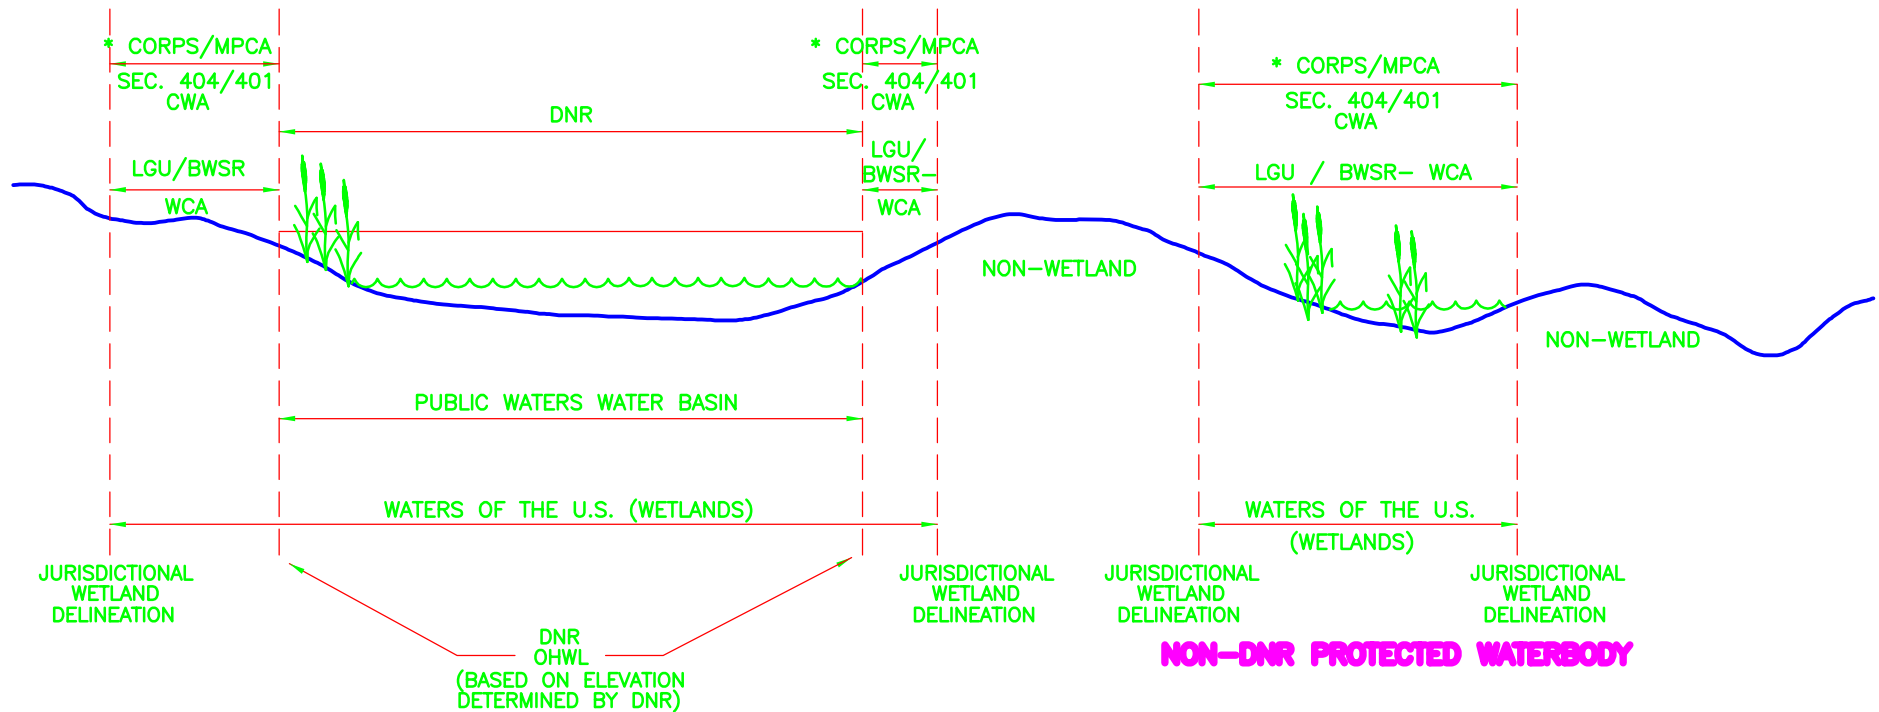 * CORPS/MPCA
SEC. 404/401
CWA
LGU/BWSR
WCA
DNR
* CORPS/MPCA
SEC. 404/401
CWA
LGU/
BWSR-
WCA
NON-WETLAND
* CORPS/MPCA
SEC. 404/401
CWA
LGU / BWSR- WCA
NON-WETLAND
PUBLIC WATERS WATER BASIN
WATERS OF THE U.S. (WETLANDS)
WATERS OF THE U.S.
(WETLANDS)
JURISDICTIONAL
WETLAND
DELINEATION
JURISDICTIONAL
WETLAND
DELINEATION
JURISDICTIONAL
WETLAND
DELINEATION
JURISDICTIONAL
WETLAND
DELINEATION
DNR
OHWL
(BASED ON ELEVATION
DETERMINED BY DNR)
NON-DNR PROTECTED WATERBODY